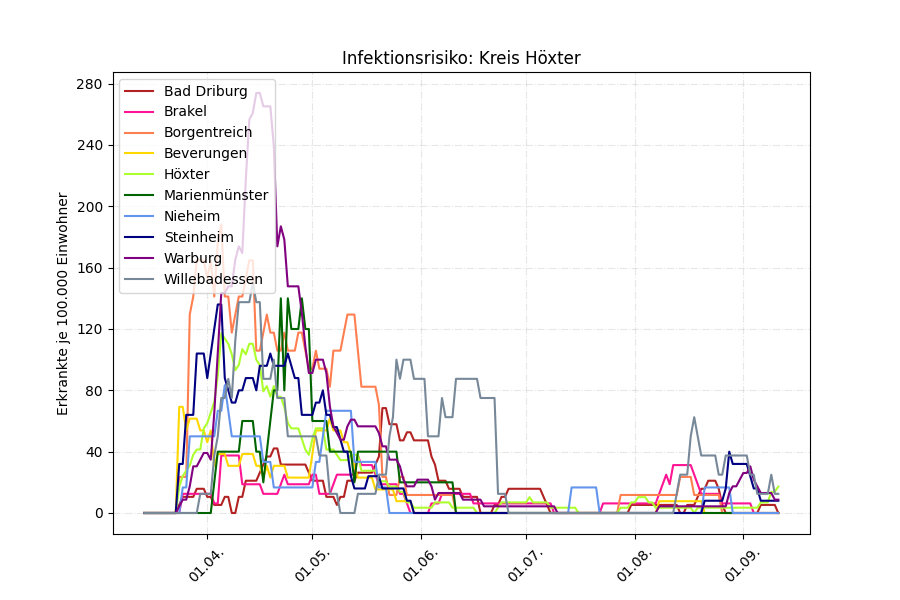 Infektionsrisiko: Kreis Höxter
Erkrankte je 100.000 Einwohner
280
240
200
160
120
80
40
0
Bad Driburg
Brakel
Borgentreich
Beverungen
Höxter
Marienmünster
Nieheim
Steinheim
Warburg
Willebadessen
01.04.
01.05.
01.06.
01.07.
01.08.
01.09.